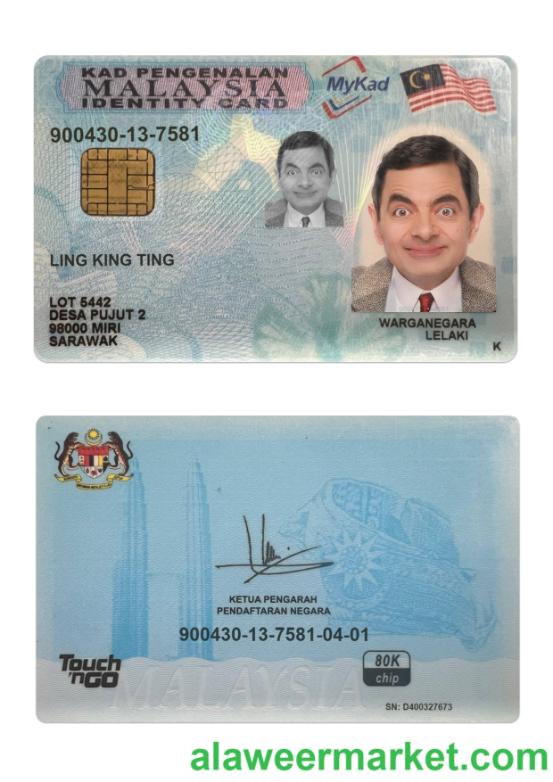 KAD PENGENALAN
MALAYSIA
IDENTITY CARD
MyKad
900430-13-7581
LING KING TING
LOT 5442
DESA PUJUT 2
98000 MIRI
SARAWAK
WARGANEGARA
LELAKI
K
KETUA PENGARAH
PENDAFTARAN NEGARA
900430-13-7581-04-01
Touch
'nGO
80K
chip
MALAYSIA
SN: D400327673
alaweermarket.com